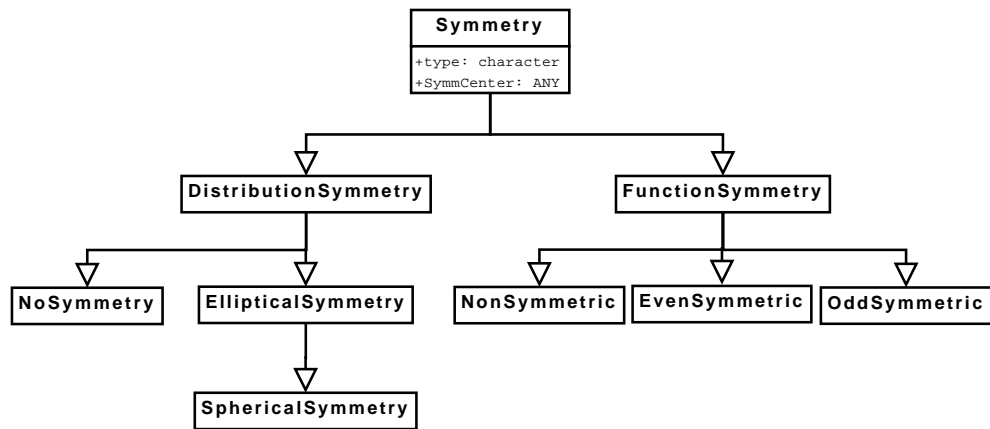 Symmetry
+type: character
+SymmCenter: ANY
DistributionSymmetry
FunctionSymmetry
NoSymmetry
EllipticalSymmetry
NonSymmetric
EvenSymmetric
OddSymmetric
SphericalSymmetry